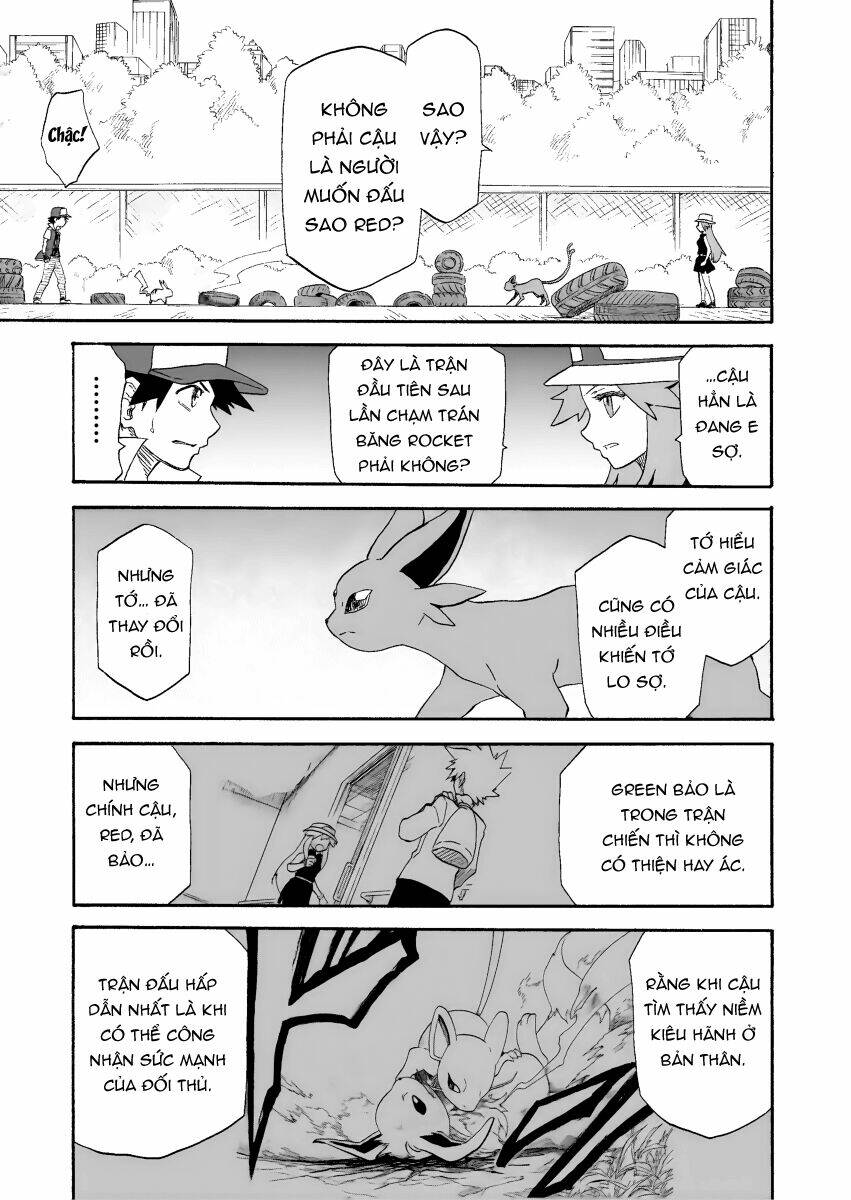 SAO
VẬY?
KHÔNG
PHẢI CẬU
LÀ NGƯỜI
MUỐN ĐẤU
SAO RED?
Chậc!
...CẬU
HẲN LÀ
ĐANG E
SỢ.
ĐÂY LÀ TRẬN
ĐẦU TIÊN SAU
LẦN CHẠM TRÁN
BĂNG ROCKET
PHẢI KHÔNG?
........
TỚ HIỂU
CẢM GIÁC
CỦA CẬU.
CŨNG CÓ
NHIỀU ĐIỀU
KHIẾN TỚ
LO SỢ.
NHƯNG
TỚ... ĐÃ
THAY ĐỔI
RỒI.
GREEN BẢO LÀ
TRONG TRẬN
CHIẾN THÌ KHÔNG
CÓ THIỆN HAY ÁC.
NHƯNG
CHÍNH CẬU,
RED, ĐÃ
BẢO...
RẰNG KHI CẬU
TÌM THẤY NIỀM
KIÊU HÃNH Ở
BẢN THÂN.
TRẬN ĐẤU HẤP
DẪN NHẤT LÀ KHI
CÓ THỂ CÔNG
NHẬN SỨC MẠNH
CỦA ĐỐI THỦ.